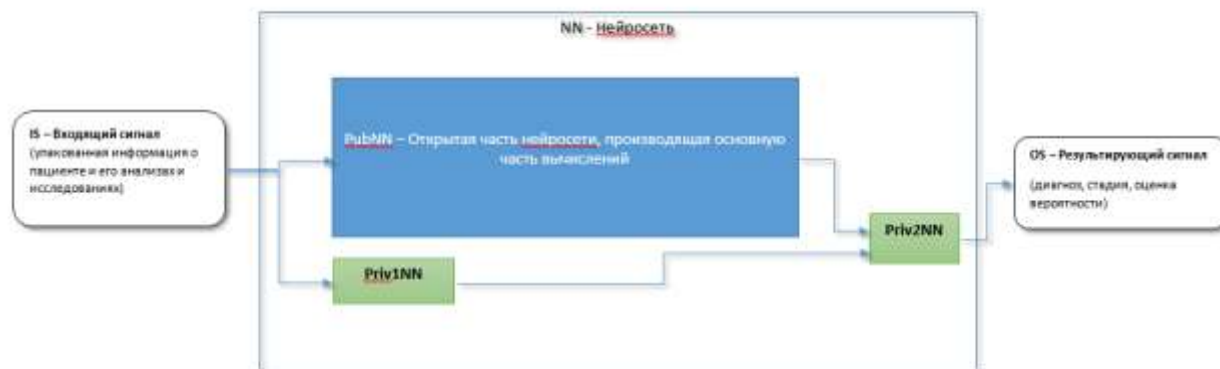 NN - Нейросеть
IS – Входящий сигнал
(упакованная информация о
пациенте и его анализах и
исследованиях)
PubNN – Открытая часть нейросети, производящая основную
часть вычислений
OS – Результирующий сигнал
(диагноз, стадия, оценка
вероятности)
Priv2NN
Priv1NN